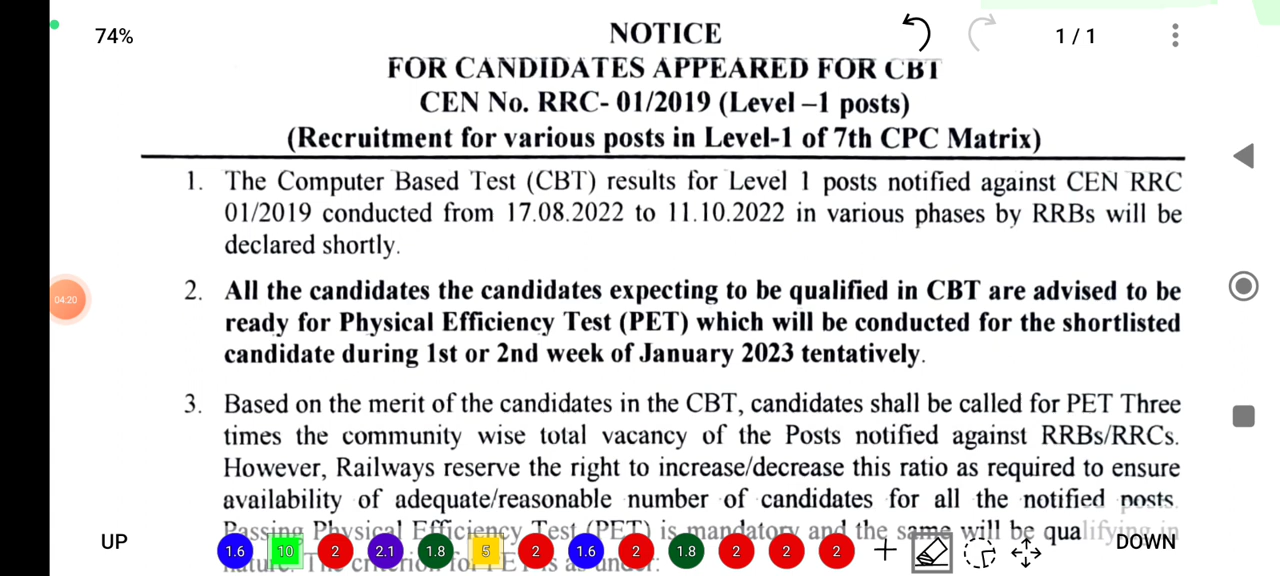 74%
NOTICE
1 / 1
FOR CANDIDATES APPEARED FOR CBT
CEN No. RRC- 01/2019 (Level –1 posts)
(Recruitment for various posts in Level-1 of 7th CPC Matrix)
1. The Computer Based Test (CBT) results for Level 1 posts notified against CEN RRC
01/2019 conducted from 17.08.2022 to 11.10.2022 in various phases by RRBs will be
declared shortly.
2. All the candidates the candidates expecting to be qualified in CBT are advised to be
04:20
ready for Physical Efficiency Test (PET) which will be conducted for the shortlisted
candidate during 1st or 2nd week of January 2023 tentatively.
3. Based on the merit of the candidates in the CBT, candidates shall be called for PET Three
times the community wise total vacancy of the Posts notified against RRBs/RRCs.
However, Railways reserve the right to increase/decrease this ratio as required to ensure
availability of adequate/reasonable number of candidates for all the notified posts.
Passing Physical Efficiency Test (PET) is mandatory and the same will be qualifying in
UP
DOWN
1.6 10 2 2.1 1.8 5 2 1.6 2 1.8 2 2 2